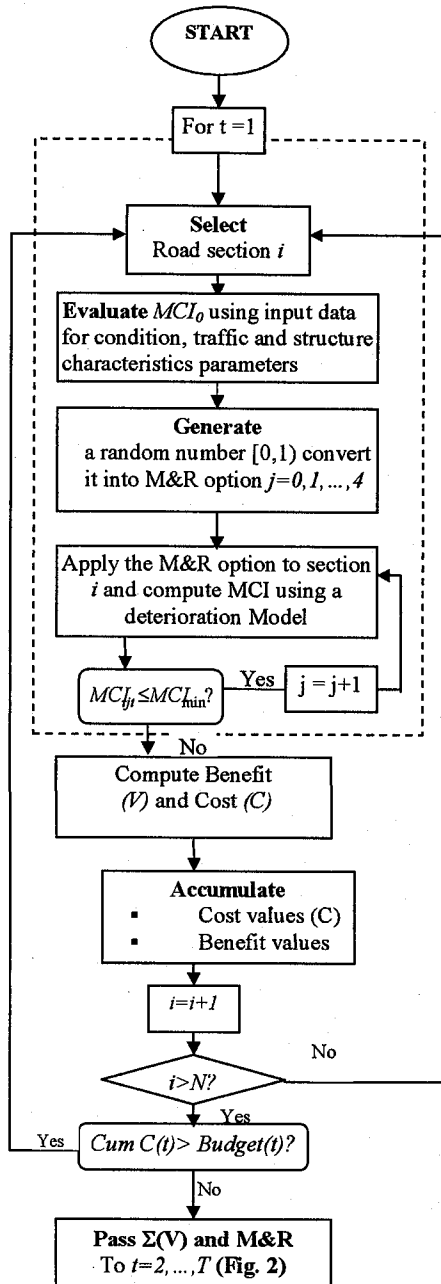 START
For t =1
Select
Road section i
Evaluate MCI0 using input data
for condition, traffic and structure
characteristics parameters
Generate
a random number [0,1) convert
it into M&R option j=0,1,...,4
Apply the M&R option to section
i and compute MCI using a
deterioration Model
MCIijt≤MCImin?
Yes
j = j+1
No
Compute Benefit
(V) and Cost (C)
Accumulate
▪ Cost values (C)
▪ Benefit values
i=i+1
No
i>N?
Yes
Yes
Cum C(t)> Budget(t)?
No
Pass Σ(V) and M&R
To t=2,...,T (Fig. 2)